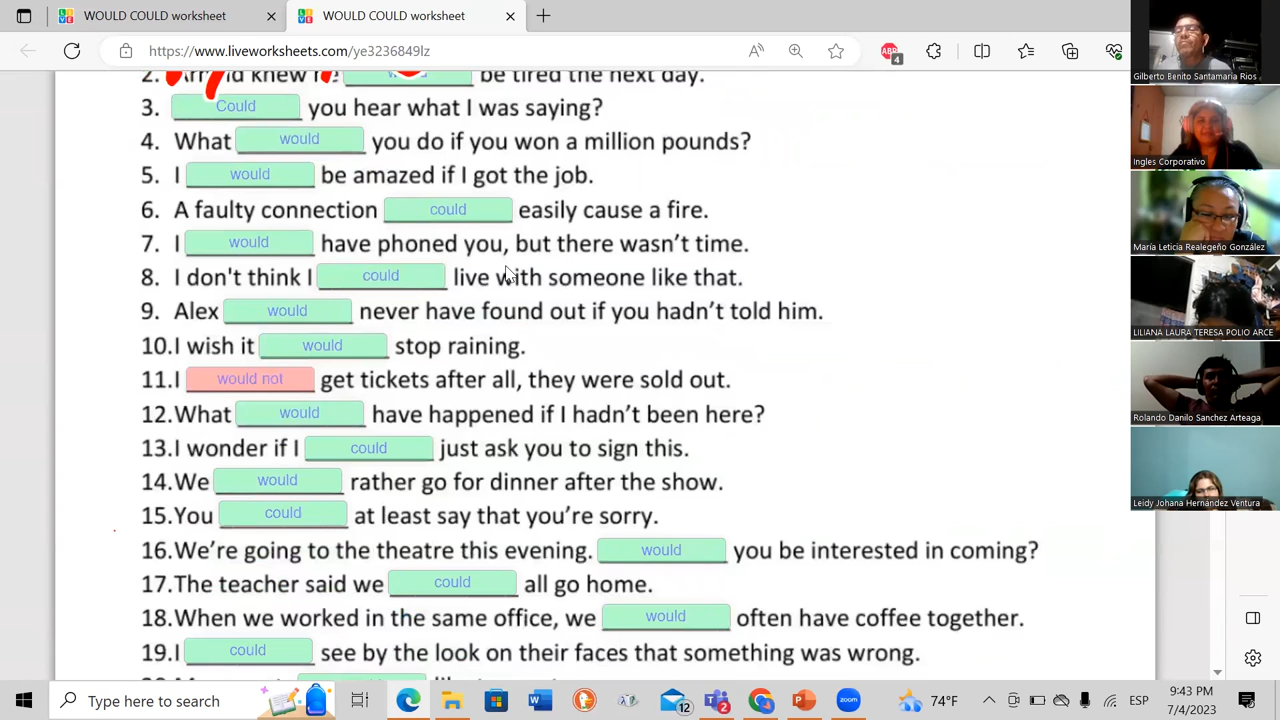 WOULD COULD worksheet
WOULD COULD worksheet
https://www.liveworksheets.com/ye3236849lz
ABP
4
2. knew be tired the next day.
3. Could you hear what I was saying?
4. What would you do if you won a million pounds?
5. I would be amazed if I got the job.
6. A faulty connection could easily cause a fire.
7. I would have phoned you, but there wasn't time.
8. I don't think I could live with someone like that.
9. Alex would never have found out if you hadn't told him.
10. I wish it would stop raining.
11. I would not get tickets after all, they were sold out.
12. What would have happened if I hadn't been here?
13. I wonder if I could just ask you to sign this.
14. We would rather go for dinner after the show.
15. You could at least say that you're sorry.
16. We're going to the theatre this evening. would you be interested in coming?
17. The teacher said we could all go home.
18. When we worked in the same office, we would often have coffee together.
19. I could see by the look on their faces that something was wrong.
Gilberto Benito Santamaria Rios
Ingles Corporativo
María Leticia Realegeño González
LILIANA LAURA TERESA POLIO ARCE
Rolando Danilo Sanchez Arteaga
Leidy Johana Hernández Ventura
Type here to search
12
2
zoom
74°F
ESP
9:43 PM
7/4/2023